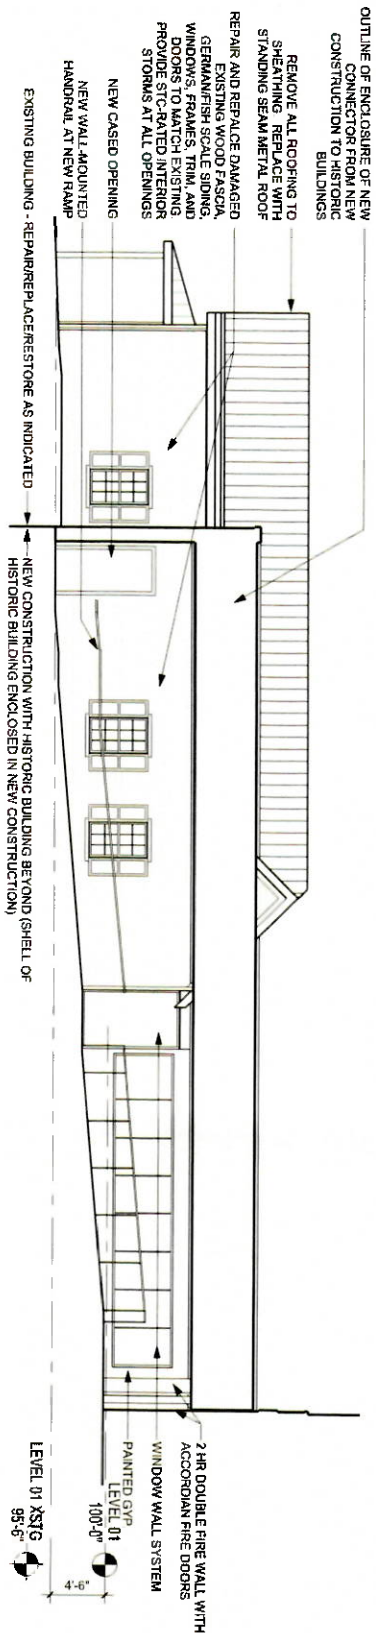 OUTLINE OF ENCLOSURE OF NEW
CONNECTOR FROM NEW
CONSTRUCTION TO HISTORIC
BUILDINGS
REMOVE ALL ROOFING TO
SHEATHING REPLACE WITH
STANDING SEAM METAL ROOF
REPAIR AND REPALCE DAMAGED
EXISTING WOOD FASCIA,
GERMAN/FISH SCALE SIDING,
WINDOWS, FRAMES, TRIM, AND
DOORS TO MATCH EXISTING.
PROVIDE STC-RATED INTERIOR
STORMS AT ALL OPENINGS
NEW CASED OPENING
NEW WALL-MOUNTED
HANDRAIL AT NEW RAMP
EXISTING BUILDING - REPAIR/REPLACE/RESTORE AS INDICATED
NEW CONSTRUCTION WITH HISTORIC BUILDING BEYOND (SHELL OF
HISTORIC BUILDING ENCLOSED IN NEW CONSTRUCTION)
2 HR DOUBLE FIRE WALL WITH
ACCORDIAN FIRE DOORS
WINDOW WALL SYSTEM
PAINTED GYP
LEVEL 01
100'-0"
LEVEL 01 XSTG
95'-6"
4'-6"